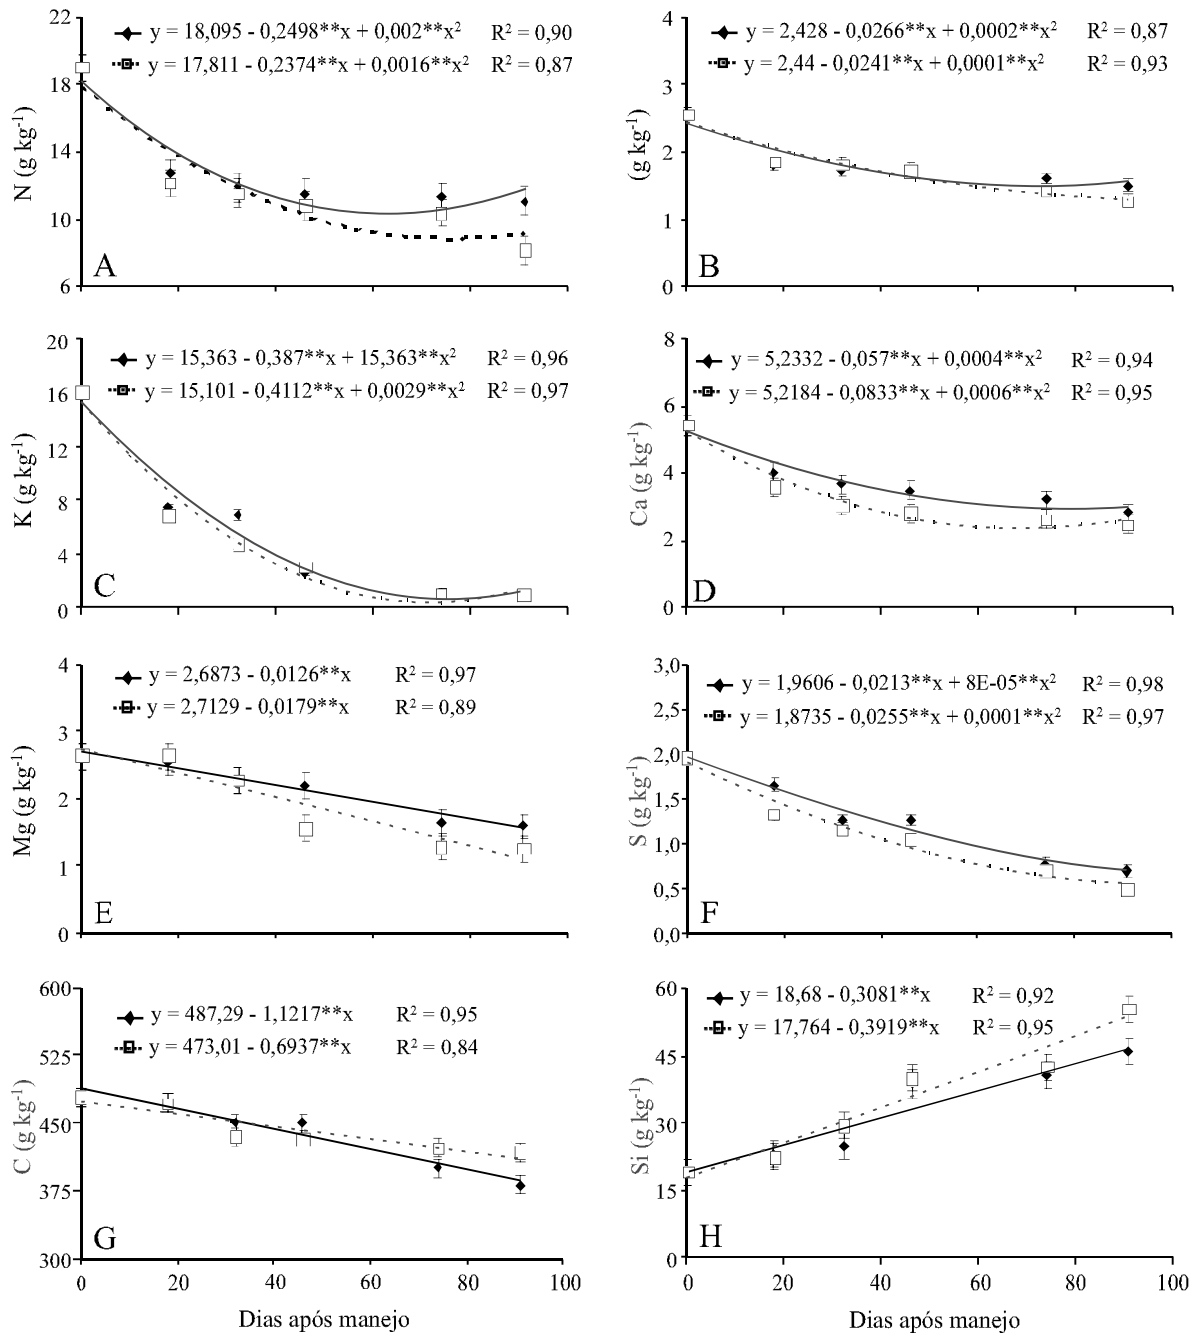 22
18
14
10
6
N (g kg⁻¹)
y = 18,095 - 0,2498**x + 0,002**x² R² = 0,90
y = 17,811 - 0,2374**x + 0,0016**x² R² = 0,87
A
4
3
2
1
0
(g kg⁻¹)
y = 2,428 - 0,0266**x + 0,0002**x² R² = 0,87
y = 2,44 - 0,0241**x + 0,0001**x² R² = 0,93
B
20
16
12
8
4
0
K (g kg⁻¹)
y = 15,363 - 0,387**x + 15,363**x² R² = 0,96
y = 15,101 - 0,4112**x + 0,0029**x² R² = 0,97
C
8
6
4
2
0
Ca (g kg⁻¹)
y = 5,2332 - 0,057**x + 0,0004**x² R² = 0,94
y = 5,2184 - 0,0833**x + 0,0006**x² R² = 0,95
D
4
3
2
1
0
Mg (g kg⁻¹)
y = 2,6873 - 0,0126**x R² = 0,97
y = 2,7129 - 0,0179**x R² = 0,89
E
3,0
2,5
2,0
1,5
1,0
0,5
0,0
S (g kg⁻¹)
y = 1,9606 - 0,0213**x + 8E-05**x² R² = 0,98
y = 1,8735 - 0,0255**x + 0,0001**x² R² = 0,97
F
600
525
450
375
300
C (g kg⁻¹)
y = 487,29 - 1,1217**x R² = 0,95
y = 473,01 - 0,6937**x R² = 0,84
G
0 20 40 60 80 100
Dias após manejo
60
45
30
15
0
Si (g kg⁻¹)
y = 18,68 - 0,3081**x R² = 0,92
y = 17,764 - 0,3919**x R² = 0,95
H
0 20 40 60 80 100
Dias após manejo